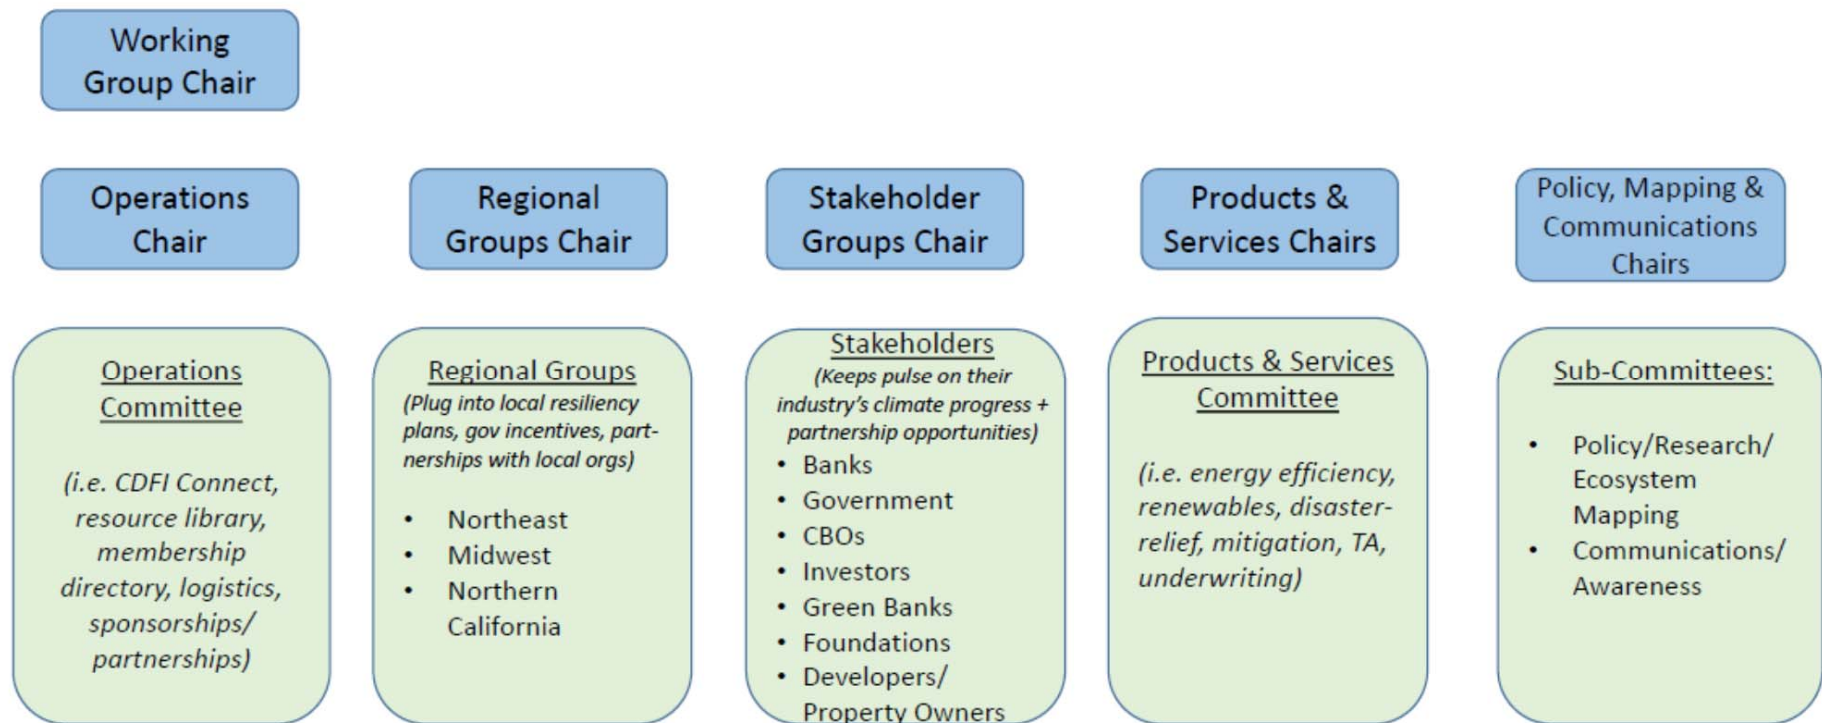 Working
Group Chair
Operations
Chair
Regional
Groups Chair
Stakeholder
Groups Chair
Products &
Services Chairs
Policy, Mapping &
Communications
Chairs
Operations
Committee
(i.e. CDFI Connect,
resource library,
membership
directory, logistics,
sponsorships/
partnerships)
Regional Groups
(Plug into local resiliency
plans, gov incentives, part-
nerships with local orgs)
• Northeast
• Midwest
• Northern
California
Stakeholders
(Keeps pulse on their
industry's climate progress +
partnership opportunities)
• Banks
• Government
• CBOs
• Investors
• Green Banks
• Foundations
• Developers/
Property Owners
Products & Services
Committee
(i.e. energy efficiency,
renewables, disaster-
relief, mitigation, TA,
underwriting)
Sub-Committees:
• Policy/Research/
Ecosystem
Mapping
• Communications/
Awareness